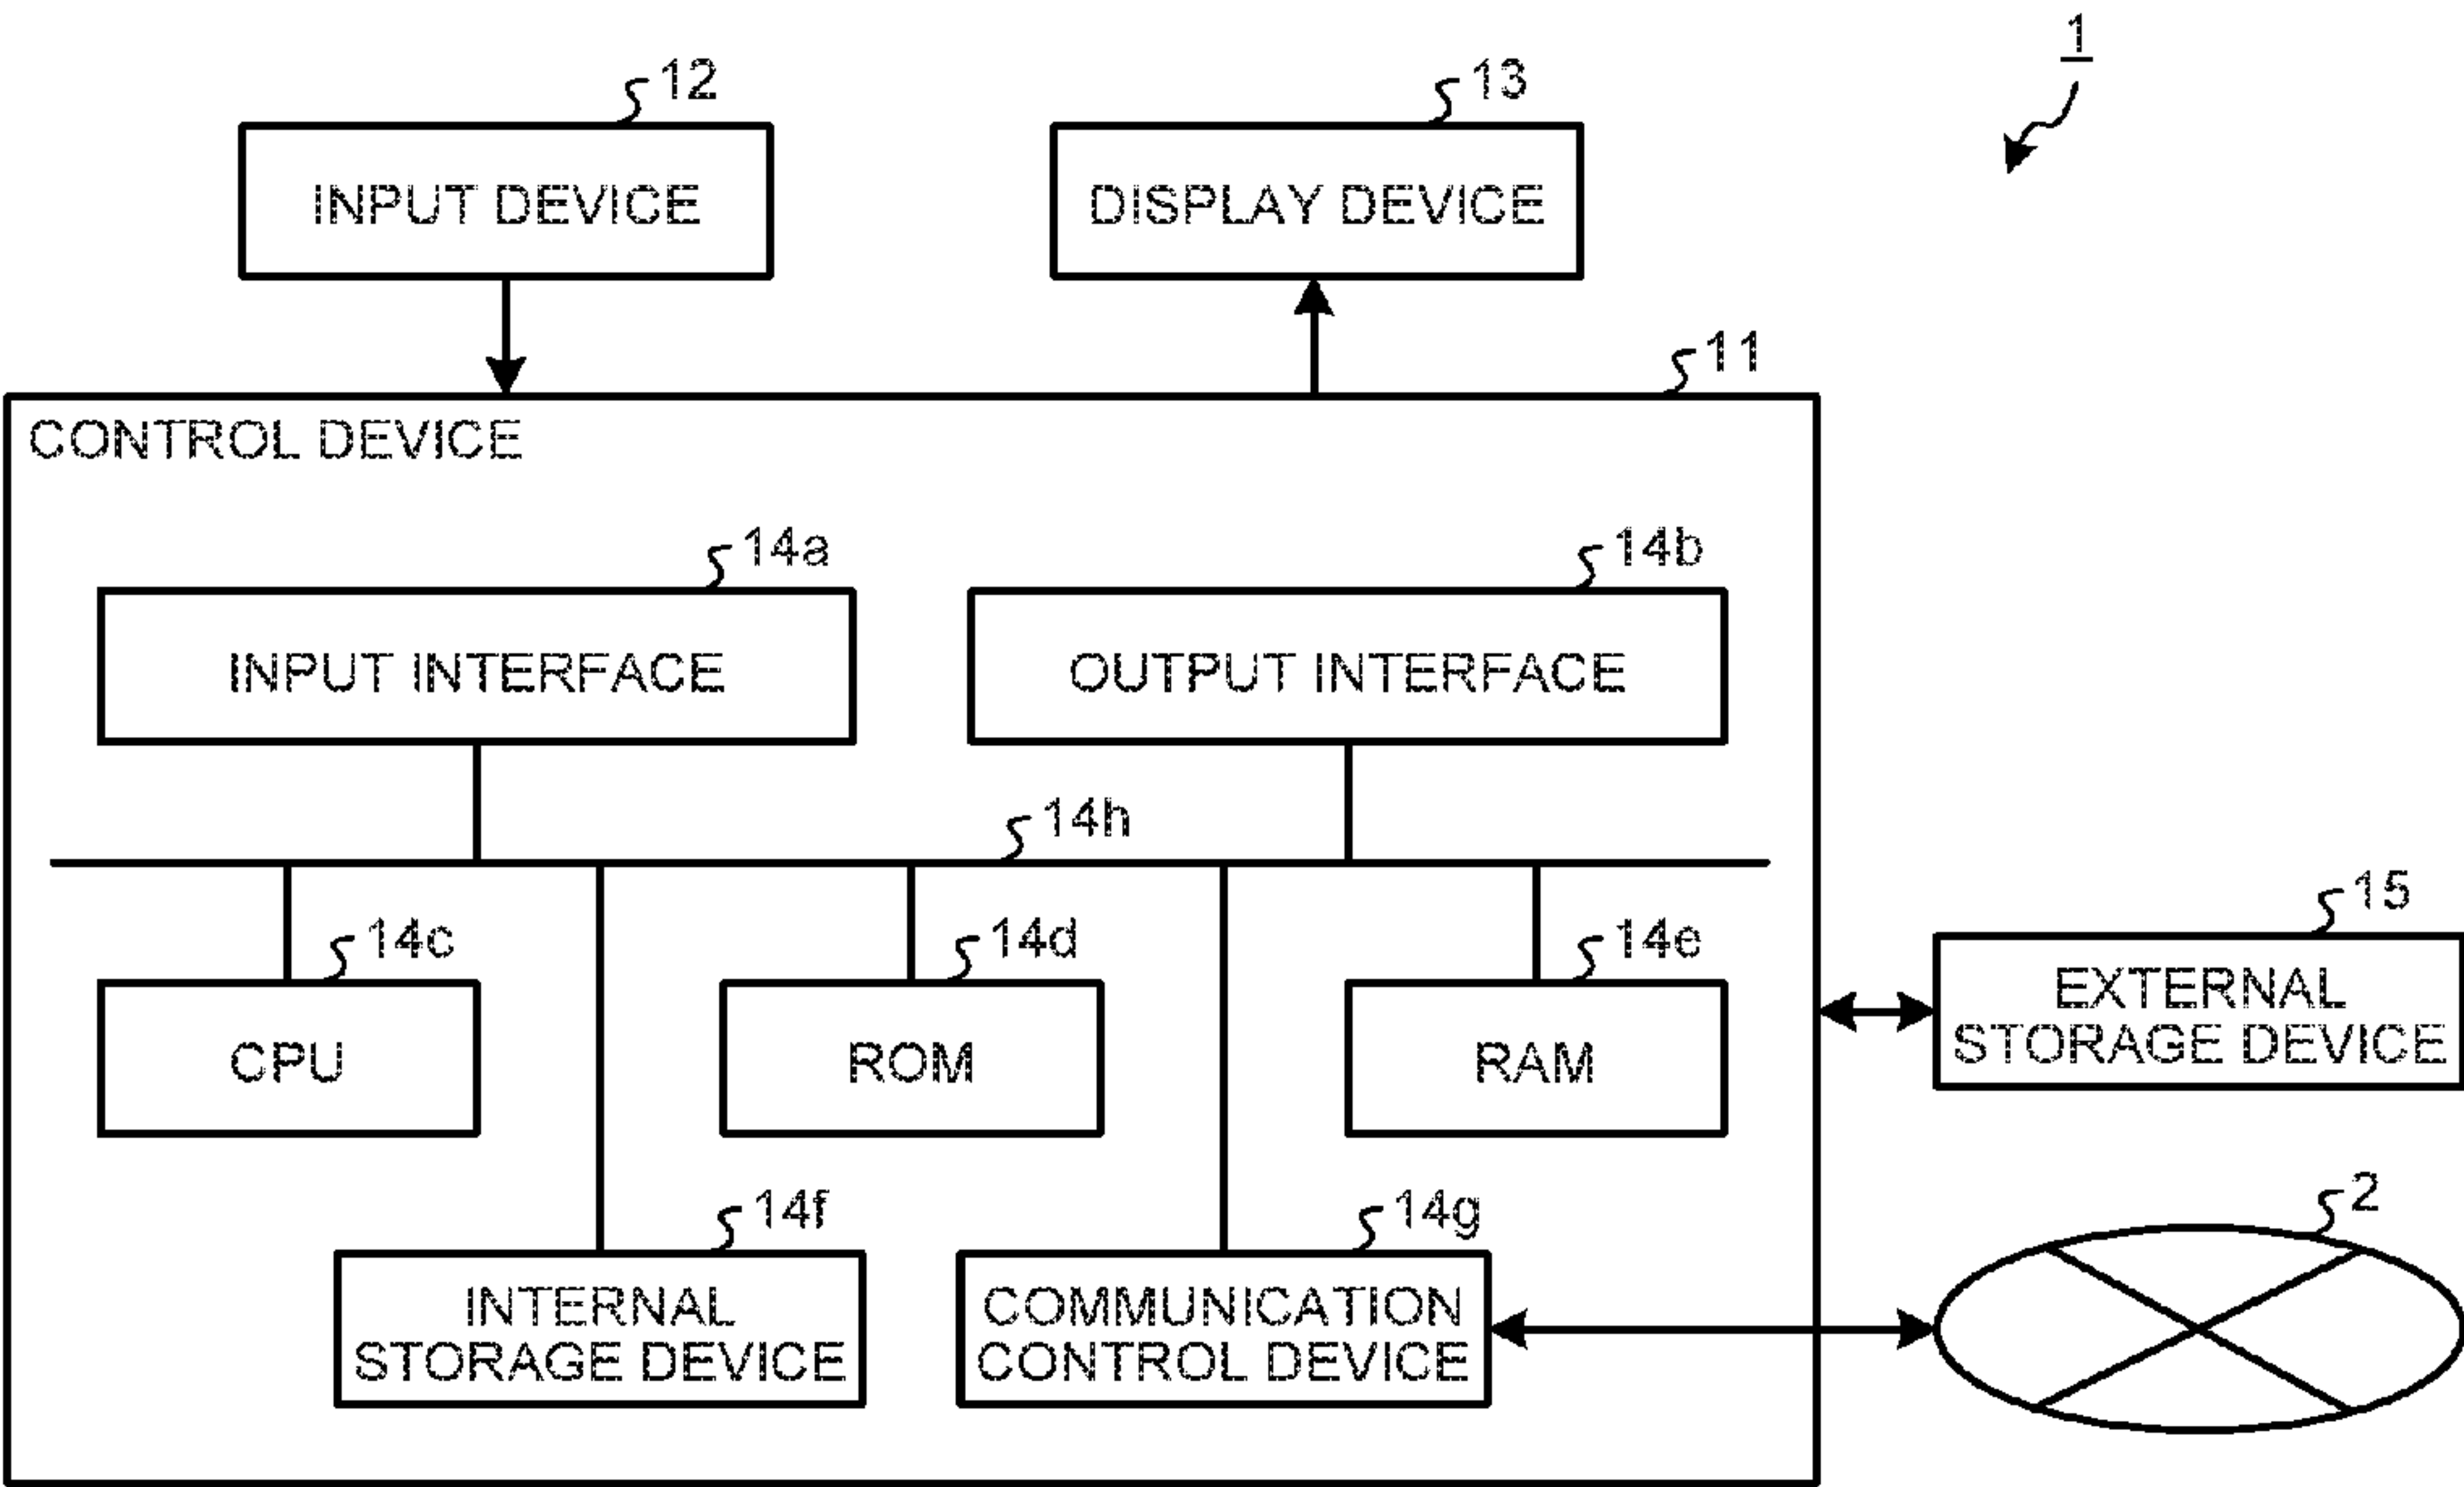 1
12
13
INPUT DEVICE
DISPLAY DEVICE
11
CONTROL DEVICE
14a
14b
INPUT INTERFACE
OUTPUT INTERFACE
14h
14c
14d
14e
15
CPU
ROM
RAM
EXTERNAL
STORAGE DEVICE
14f
14g
2
INTERNAL
STORAGE DEVICE
COMMUNICATION
CONTROL DEVICE